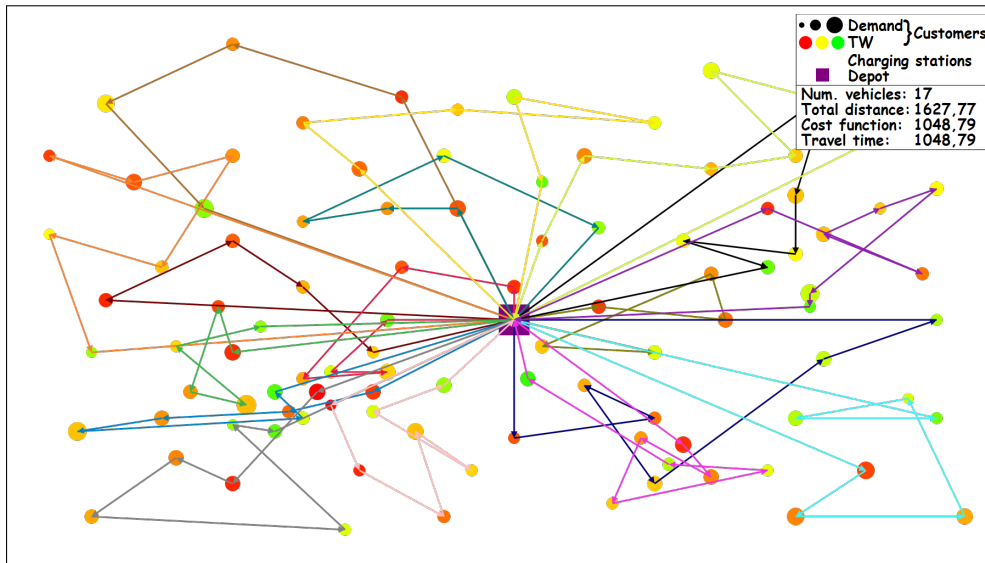 Demand
TW
Customers
Charging stations
Depot
Num. vehicles: 17
Total distance: 1627,77
Cost function: 1048,79
Travel time: 1048,79